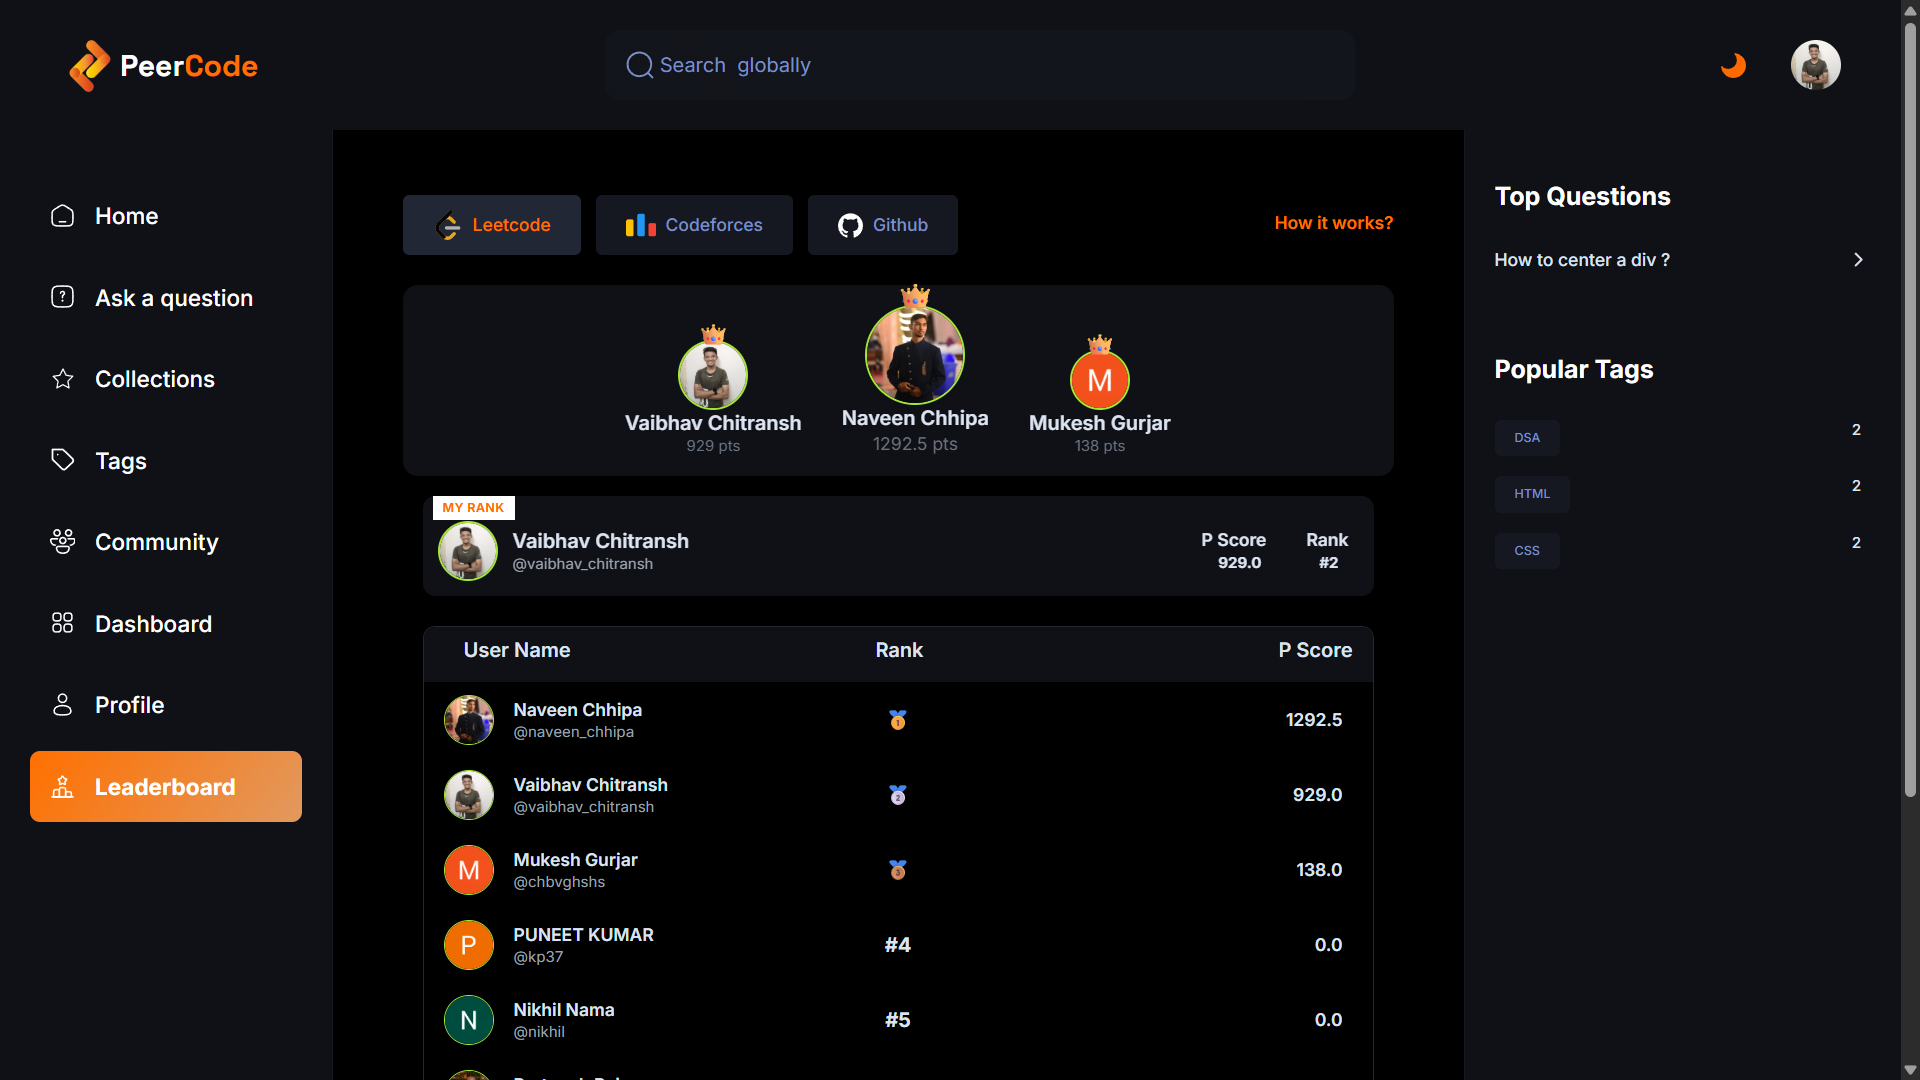 PeerCode
Search globally
Home
Ask a question
Collections
Tags
Community
Dashboard
Profile
Leaderboard
Leetcode
Codeforces
Github
How it works?
Vaibhav Chitransh
929 pts
Naveen Chhipa
1292.5 pts
M
Mukesh Gurjar
138 pts
MY RANK
Vaibhav Chitransh
@vaibhav_chitransh
P Score
929.0
Rank
#2
User Name Rank P Score
Naveen Chhipa
@naveen_chhipa
1
1292.5
Vaibhav Chitransh
@vaibhav_chitransh
2
929.0
M
Mukesh Gurjar
@chbvghshs
3
138.0
P
PUNEET KUMAR
@kp37
#4
0.0
N
Nikhil Nama
@nikhil
#5
0.0
Top Questions
How to center a div ?
Popular Tags
DSA 2
HTML 2
CSS 2